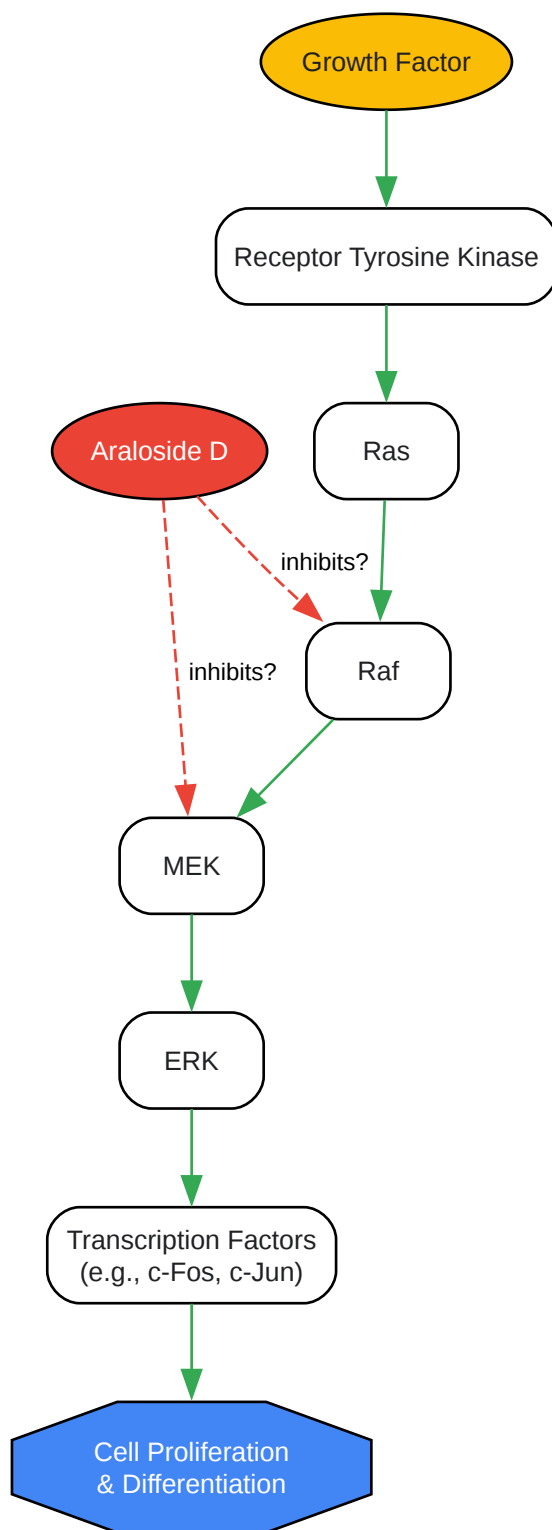 Growth Factor
Receptor Tyrosine Kinase
Araloside D
Ras
inhibits?
inhibits?
Raf
MEK
ERK
Transcription Factors
(e.g., c-Fos, c-Jun)
Cell Proliferation
& Differentiation